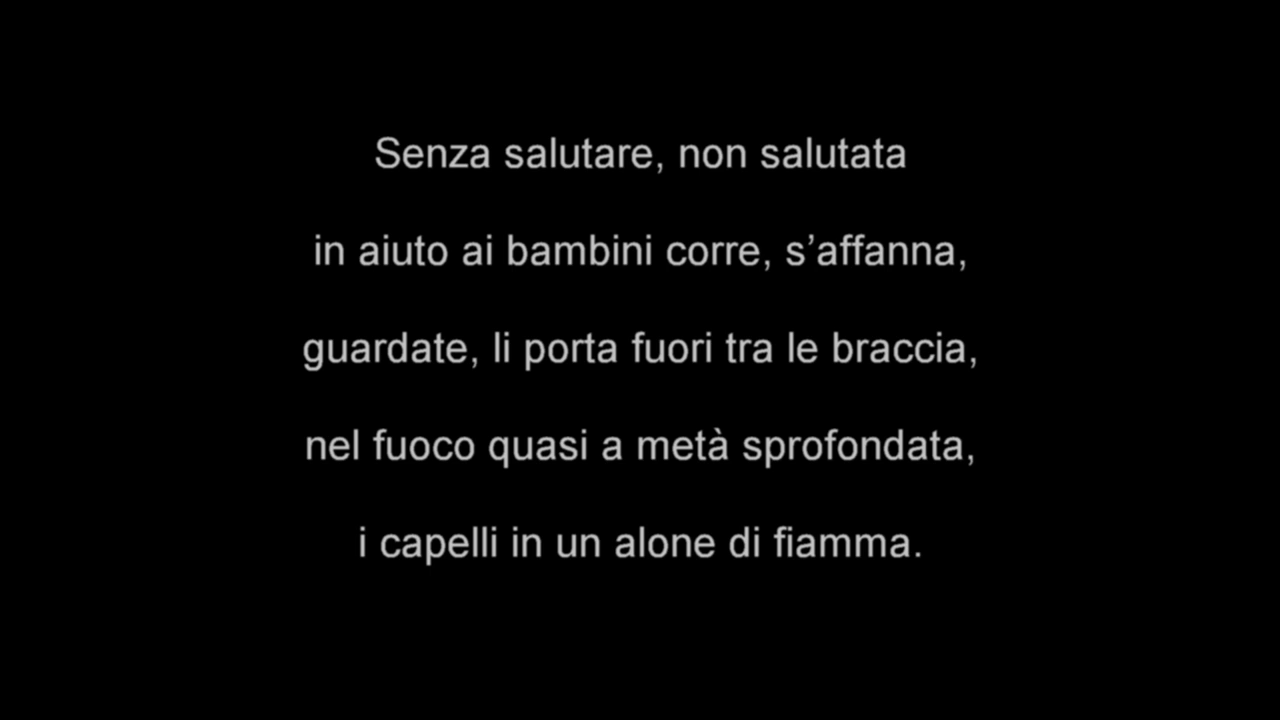 Senza salutare, non salutata
in aiuto ai bambini corre, s’affanna,
guardate, li porta fuori tra le braccia,
nel fuoco quasi a metà sprofondata,
i capelli in un alone di fiamma.